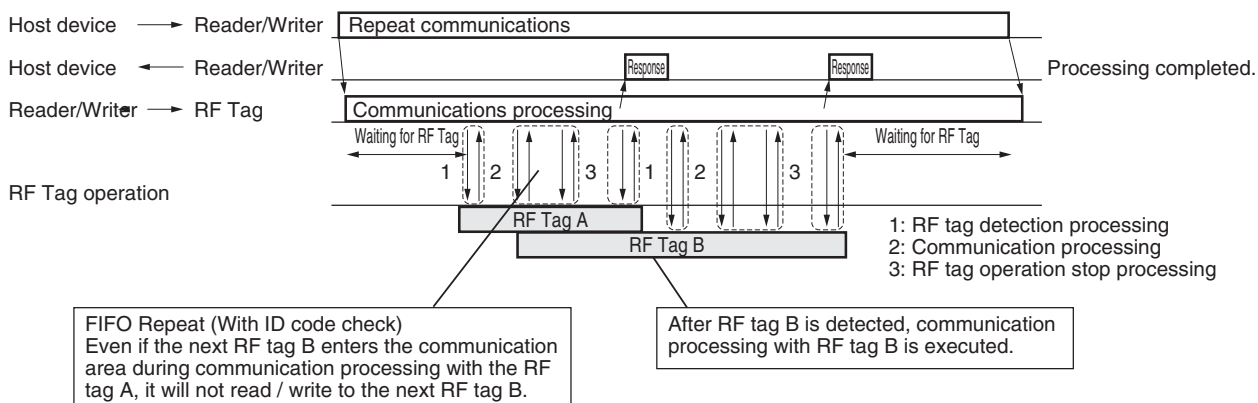 Host device Reader/Writer Repeat communications
Host device Reader/Writer Response Response Processing completed.
Reader/Writer RF Tag Communications processing
Waiting for RF Tag Waiting for RF Tag
1 2 3 1 2 3
RF Tag operation
RF Tag A
RF Tag B
1: RF tag detection processing
2: Communication processing
3: RF tag operation stop processing
FIFO Repeat (With ID code check)
Even if the next RF tag B enters the communication
area during communication processing with the RF
tag A, it will not read / write to the next RF tag B.
After RF tag B is detected, communication
processing with RF tag B is executed.